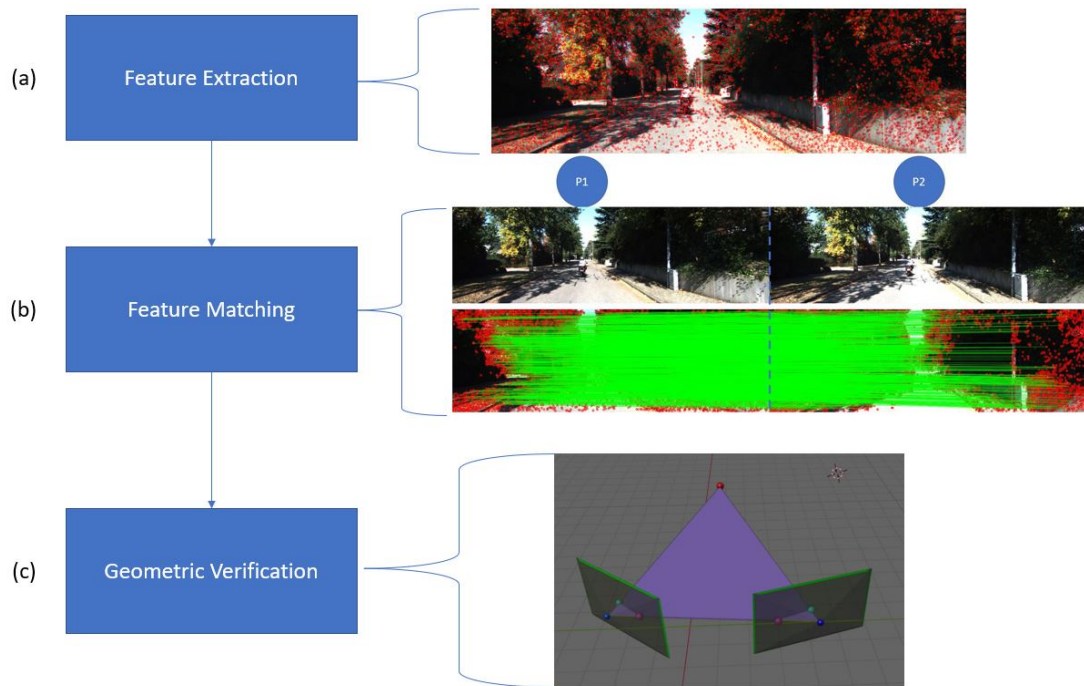 (a)
Feature Extraction
P1
P2
(b)
Feature Matching
(c)
Geometric Verification